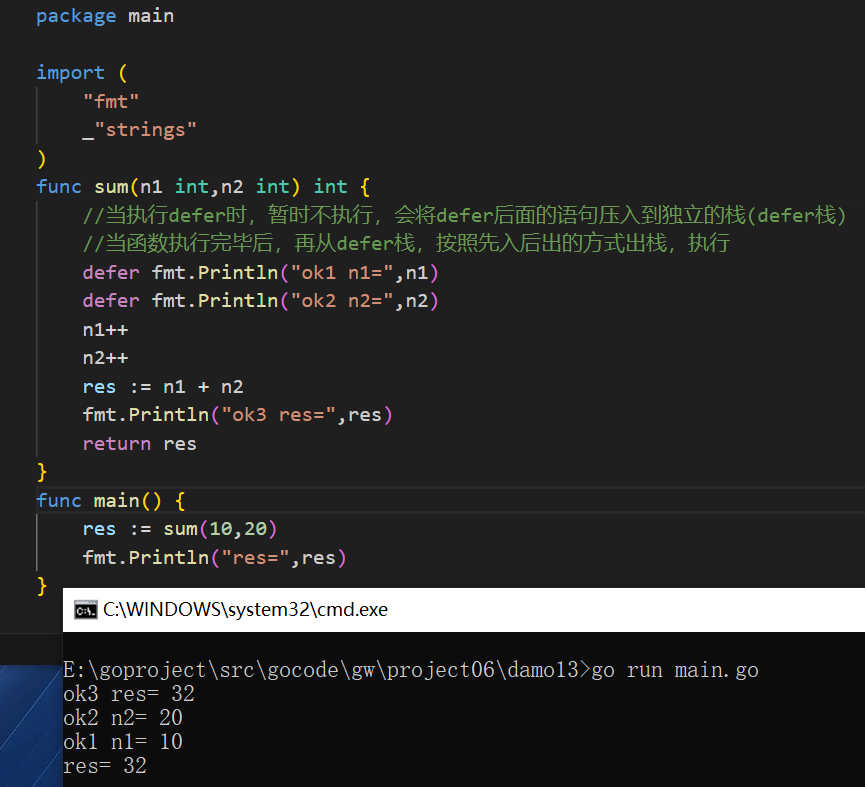 package main
import (
"fmt"
_"strings"
)
func sum(n1 int,n2 int) int {
//当执行defer时，暂时不执行，会将defer后面的语句压入到独立的栈(defer栈)
//当函数执行完毕后，再从defer栈，按照先入后出的方式出栈，执行
defer fmt.Println("ok1 n1=",n1)
defer fmt.Println("ok2 n2=",n2)
n1++
n2++
res := n1 + n2
fmt.Println("ok3 res=",res)
return res
}
func main() {
res := sum(10,20)
fmt.Println("res=",res)
}
C:\WINDOWS\system32\cmd.exe
E:\goproject\src\gocode\gw\project06\damo13>go run main.go
ok3 res= 32
ok2 n2= 20
ok1 n1= 10
res= 32